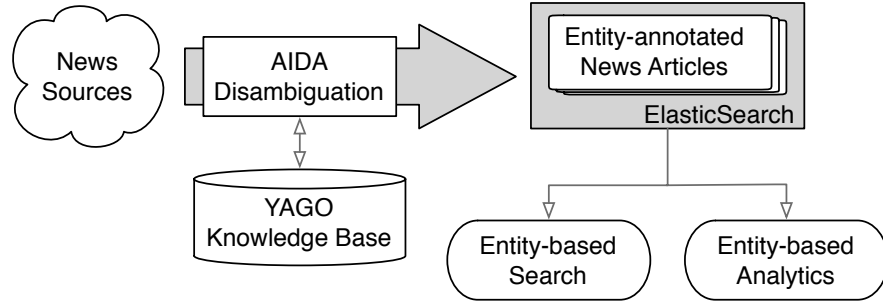 News
Sources
AIDA
Disambiguation
Entity-annotated
News Articles
ElasticSearch
YAGO
Knowledge Base
Entity-based
Search
Entity-based
Analytics